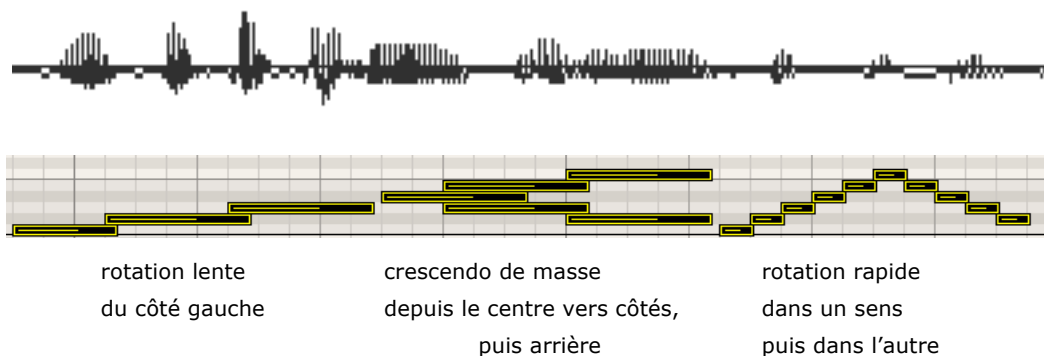 rotation lente
du côté gauche
crescendo de masse
depuis le centre vers côtés,
puis arrière
rotation rapide
dans un sens
puis dans l'autre